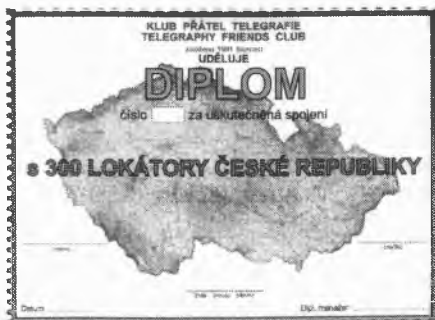 KLUB PŘÁTEL TELEGRAFIE
TELEGRAPHY FRIENDS CLUB
UDĚLUJE
DIPLOM
číslo za uskutečněná spojení
s 300 LOKÁTORY ČESKÉ REPUBLIKY
Datum
Dipl. manažer